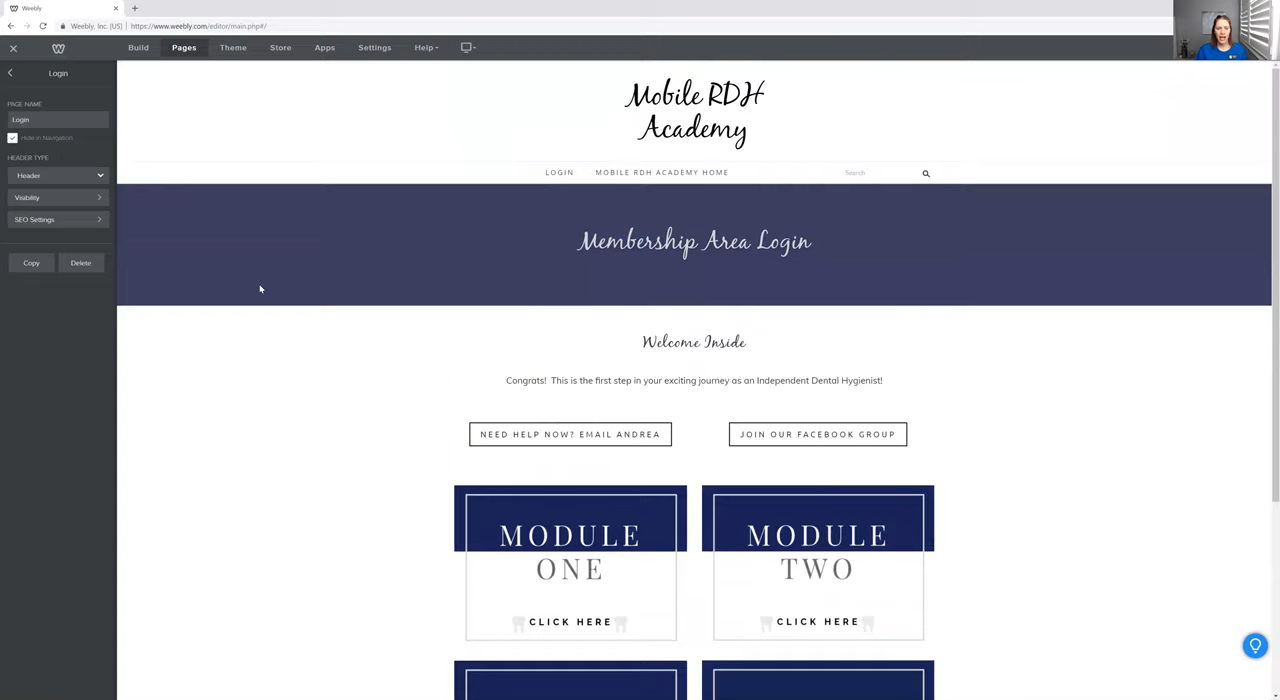 Weebly
Weebly, Inc. (US)
https://www.weebly.com/editor/main.php#/
Build
Pages
Theme
Store
Apps
Settings
Help
Login
PAGE NAME
Login
Hide in Navigation
HEADER TYPE
Header
Visibility
SEO Settings
Copy
Delete
Mobile RDH
Academy
LOGIN
MOBILE RDH ACADEMY HOME
Search
Membership Area Login
Welcome Inside
Congrats! This is the first step in your exciting journey as an Independent Dental Hygienist!
NEED HELP NOW? EMAIL ANDREA
JOIN OUR FACEBOOK GROUP
MODULE
ONE
CLICK HERE
MODULE
TWO
CLICK HERE